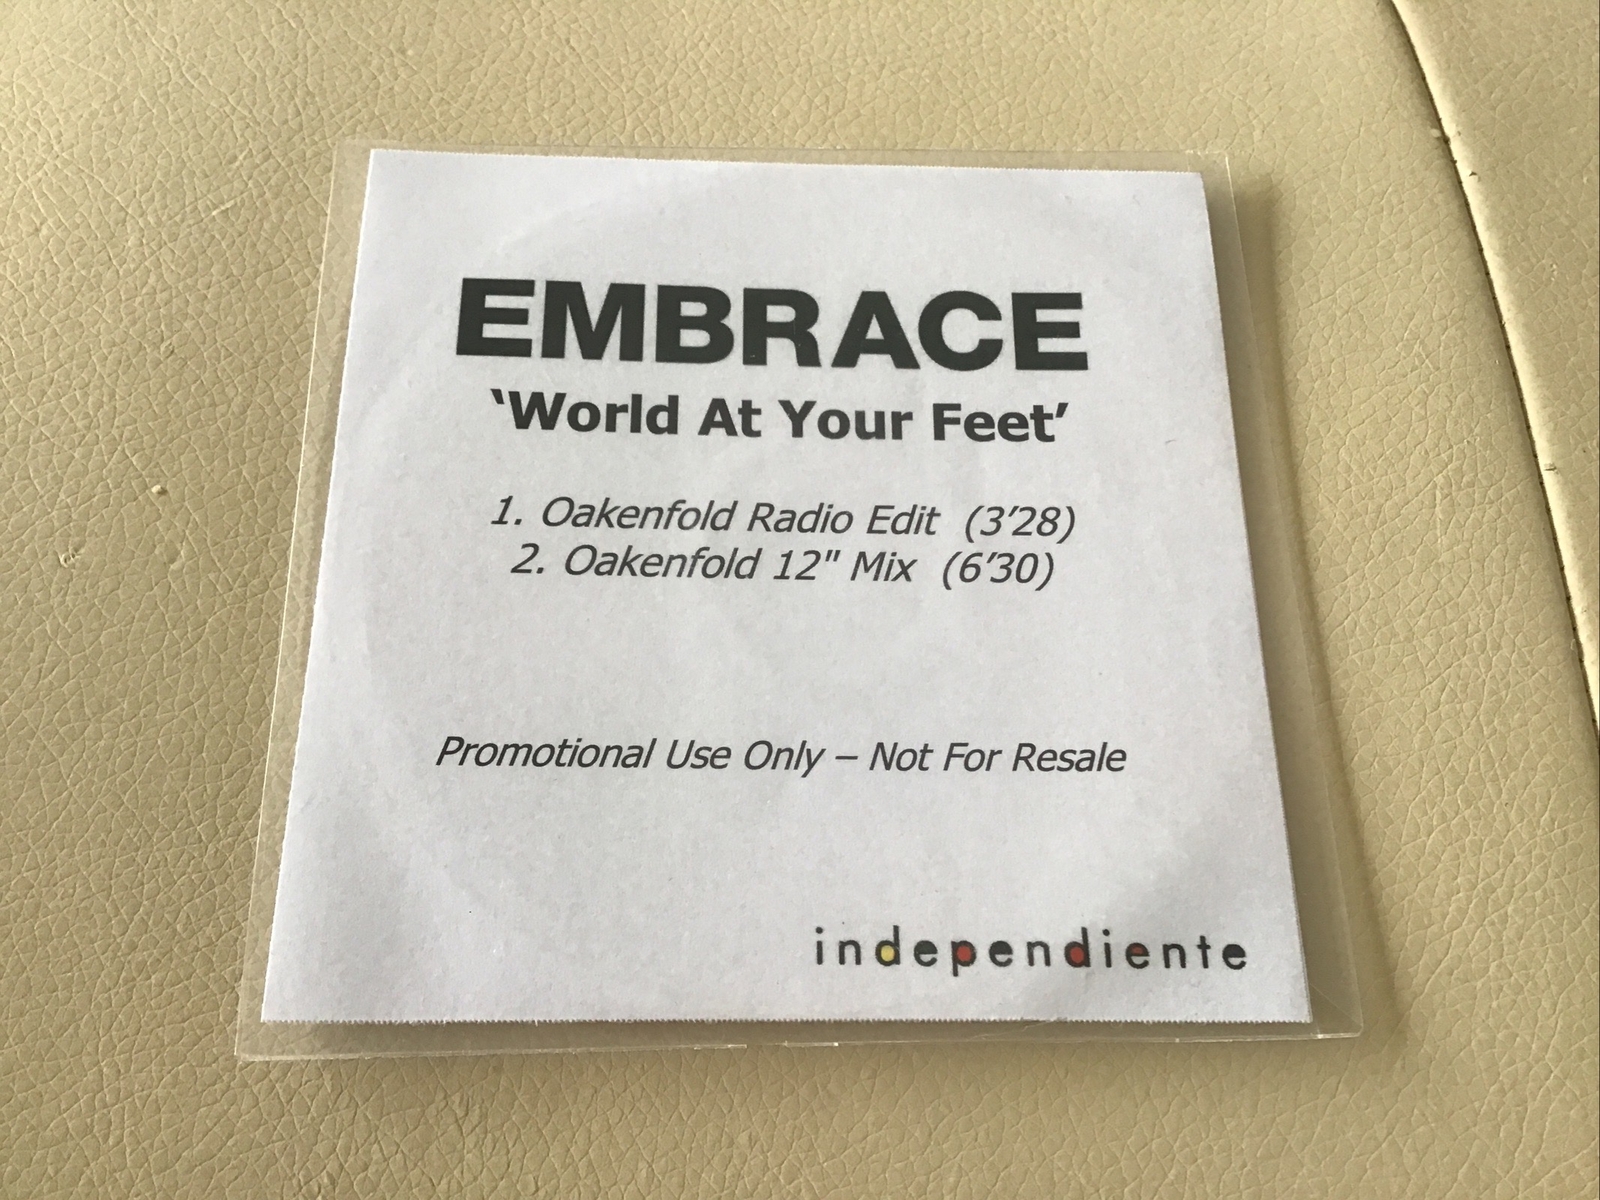 EMBRACE
‘World At Your Feet’
1. Oakenfold Radio Edit (3’28)
2. Oakenfold 12" Mix (6’30)
Promotional Use Only – Not For Resale
independiente